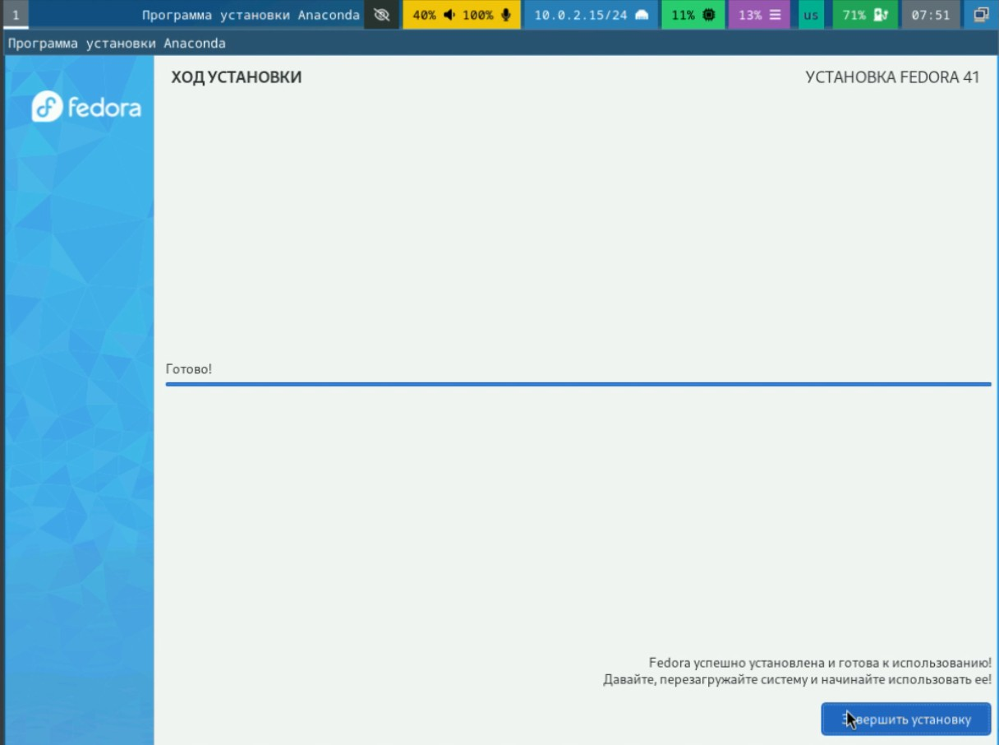 1 Программа установки Anaconda 40% 100% 10.0.2.15/24 11% 13% us 71% 07:51
Программа установки Anaconda
fedora
ХОД УСТАНОВКИ
УСТАНОВКА FEDORA 41
Готово!
Fedora успешно установлена и готова к использованию!
Давайте, перезагружайте систему и начинайте использовать ее!
Завершить установку